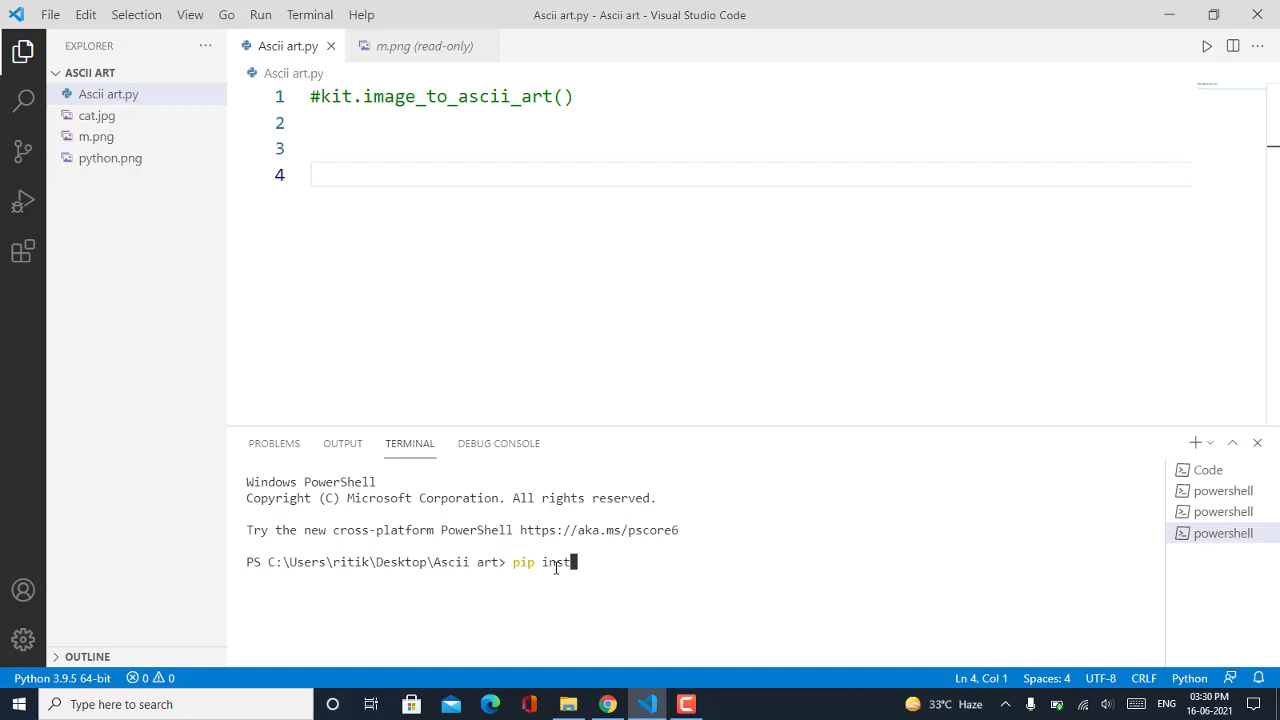 File Edit Selection View Go Run Terminal Help
Ascii art.py - Ascii art - Visual Studio Code
EXPLORER
ASCII ART
Ascii art.py
cat.jpg
m.png
python.png
OUTLINE
Ascii art.py
m.png (read-only)
Ascii art.py
1 #kit.image_to_ascii_art()
2
3
4
PROBLEMS OUTPUT TERMINAL DEBUG CONSOLE
Windows PowerShell
Copyright (C) Microsoft Corporation. All rights reserved.
Try the new cross-platform PowerShell https://aka.ms/pscore6
PS C:\Users\ritik\Desktop\Ascii art> pip inst
Code
powershell
powershell
powershell
Python 3.9.5 64-bit 0 0
Ln 4, Col 1 Spaces: 4 UTF-8 CRLF Python
Type here to search
33°C Haze
ENG
03:30 PM
16-06-2021